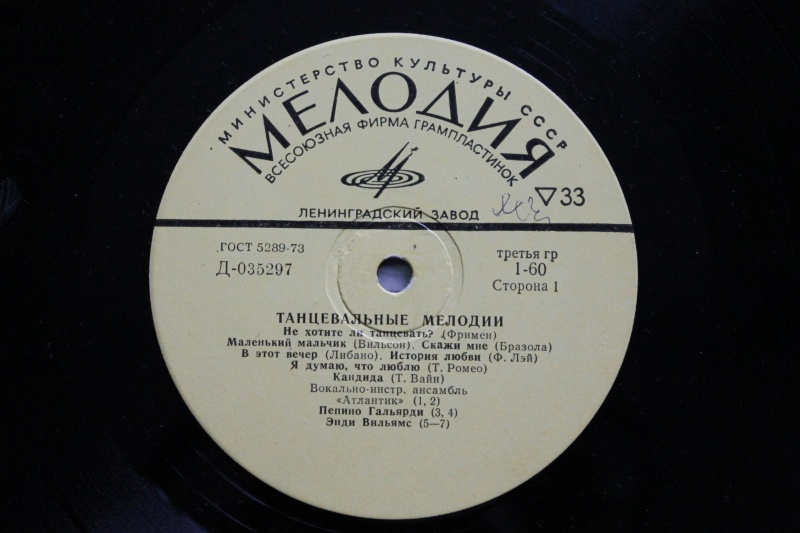 МИНИСТЕРСТВО КУЛЬТУРЫ СССР
МЕЛОДИЯ
ВСЕСОЮЗНАЯ ФИРМА ГРАМПЛАСТИНОК
ЛЕНИНГРАДСКИЙ ЗАВОД
▽33
ГОСТ 5289-73
Д-035297
третья гр
1-60
Сторона 1
ТАНЦЕВАЛЬНЫЕ МЕЛОДИИ
Не хотите ли танцевать? (Фримен)
Маленький мальчик (Вильсон). Скажи мне (Бразола)
В этот вечер (Либано). История любви (Ф. Лэй)
Я думаю, что люблю (Т. Ромео)
Кандида (Т. Вайн)
Вокально-инстр. ансамбль
«Атлантик» (1, 2)
Пепино Гальярди (3, 4)
Энди Вильямс (5—7)